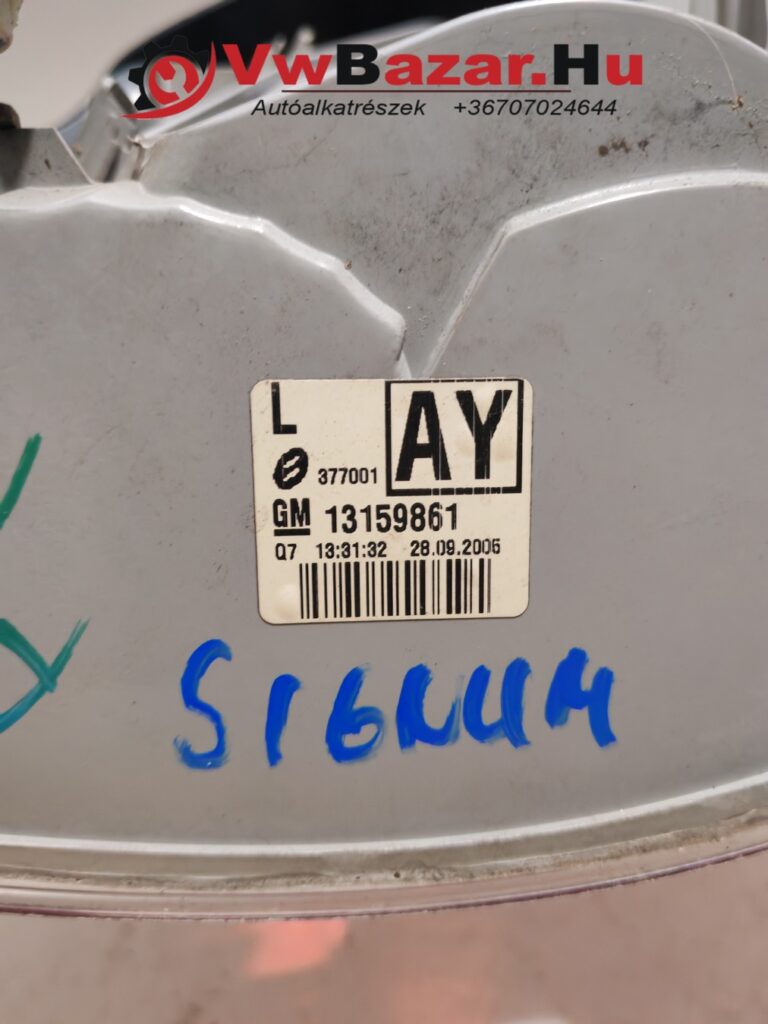 VwBazar.Hu
Autóalkatrészek +36707024644
L
AY
377001
GM 13159861
Q7 13:31:32 28.09.2005
SIGNUM